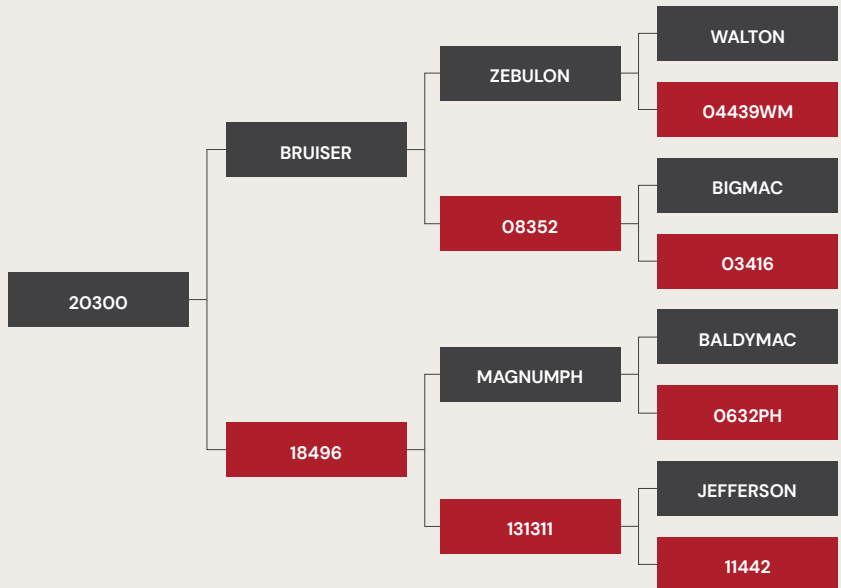 WALTON
ZEBULON
04439WM
BRUISER
BIGMAC
08352
03416
20300
BALDYMAC
MAGNUMPH
0632PH
18496
JEFFERSON
131311
11442